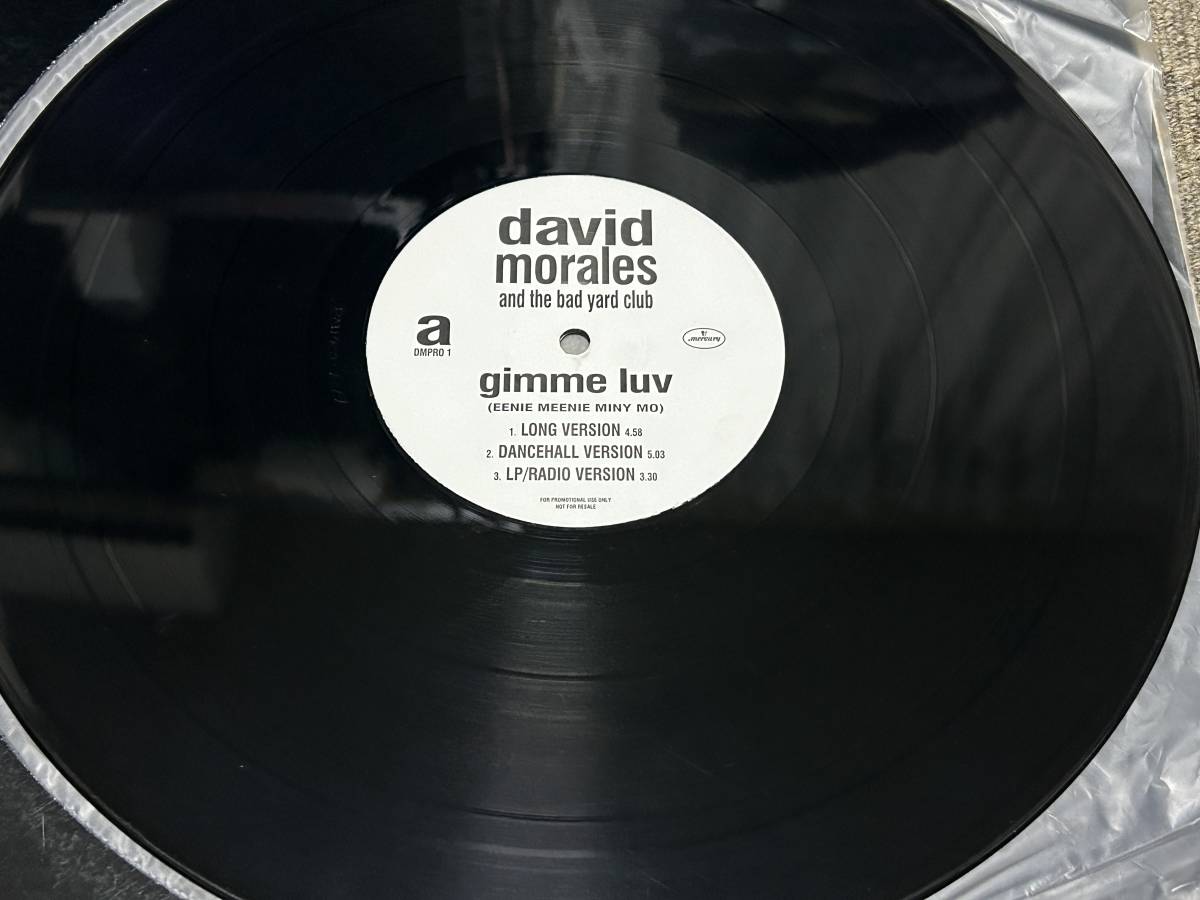 david
morales
and the bad yard club
a
DMPRO 1
mercury
gimme luv
(EENIE MEENIE MINY MO)
1. LONG VERSION 4.58
2. DANCEHALL VERSION 5.03
3. LP/RADIO VERSION 3.30
FOR PROMOTIONAL USE ONLY
NOT FOR RESALE